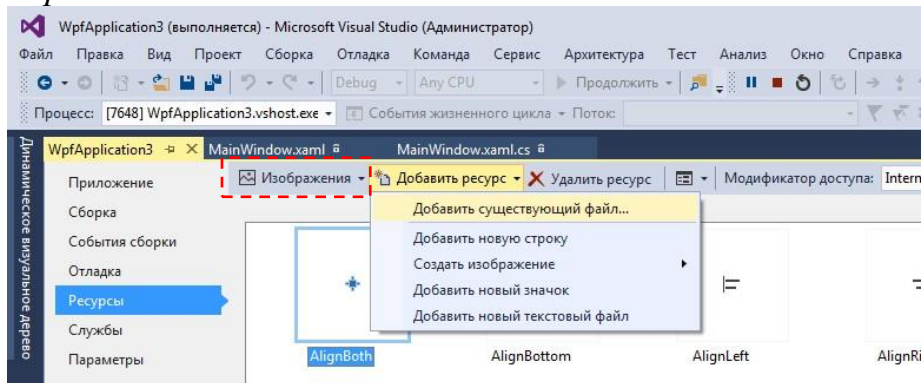 WpfApplication3 (выполняется) - Microsoft Visual Studio (Администратор)
Файл Правка Вид Проект Сборка Отладка Команда Сервис Архитектура Тест Анализ Окно Справка
Debug Any CPU Продолжить
Процесс: [7648] WpfApplication3.vshost.exe События жизненного цикла Поток:
Динамическое визуальное дерево
WpfApplication3 MainWindow.xaml MainWindow.xaml.cs
Изображения Добавить ресурс Удалить ресурс Модификатор доступа: Intern
Приложение
Сборка
События сборки
Отладка
Ресурсы
Службы
Параметры
Добавить существующий файл...
Добавить новую строку
Создать изображение
Добавить новый значок
Добавить новый текстовый файл
AlignBoth AlignBottom AlignLeft AlignRi